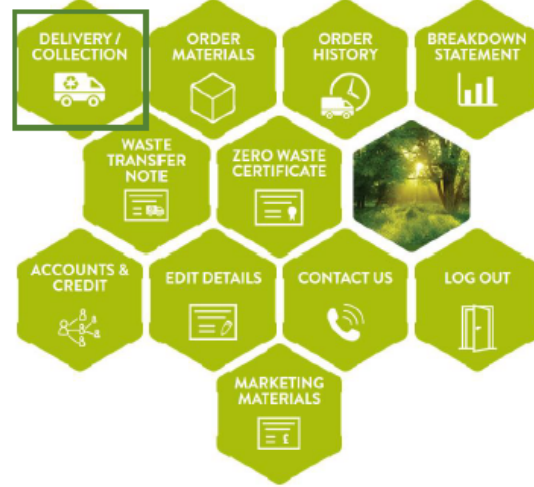 DELIVERY /
COLLECTION
ORDER
MATERIALS
ORDER
HISTORY
BREAKDOWN
STATEMENT
WASTE
TRANSFER
NOTE
ZERO WASTE
CERTIFICATE
ACCOUNTS &
CREDIT
EDIT DETAILS
CONTACT US
LOG OUT
MARKETING
MATERIALS
£